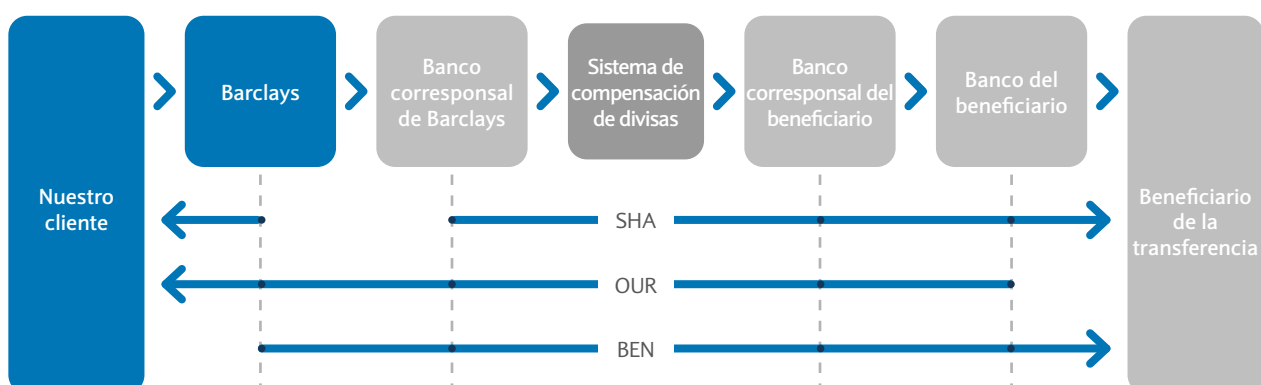 Nuestro
cliente
Barclays
Banco
corresponsal
de Barclays
Sistema de
compensación
de divisas
Banco
corresponsal del
beneficiario
Banco del
beneficiario
Beneficiario
de la
transferencia
SHA
OUR
BEN